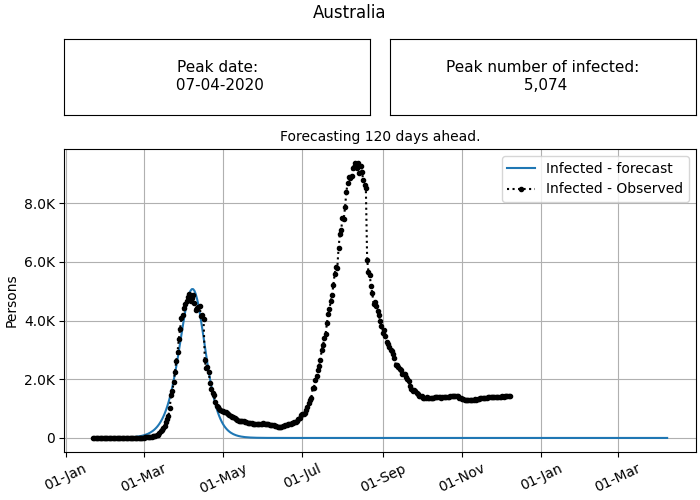 Australia
Peak date:
07-04-2020
Peak number of infected:
5,074
Forecasting 120 days ahead.
Infected - forecast
Infected - Observed
Persons
8.0K
6.0K
4.0K
2.0K
0
01-Jan
01-Mar
01-May
01-Jul
01-Sep
01-Nov
01-Jan
01-Mar